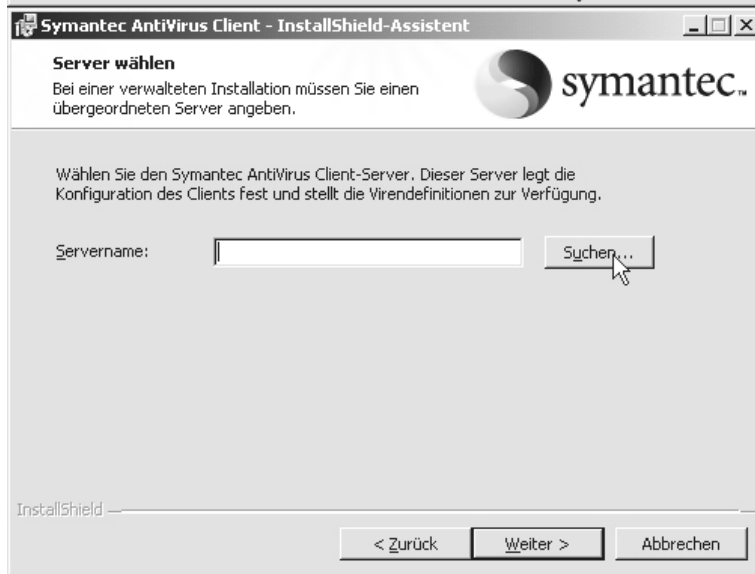 Symantec AntiVirus Client - InstallShield-Assistent
Server wählen
Bei einer verwalteten Installation müssen Sie einen
übergeordneten Server angeben.
symantec.™
Wählen Sie den Symantec AntiVirus Client-Server. Dieser Server legt die
Konfiguration des Clients fest und stellt die Virendefinitionen zur Verfügung.
Servername:
Suchen...
InstallShield
< Zurück
Weiter >
Abbrechen